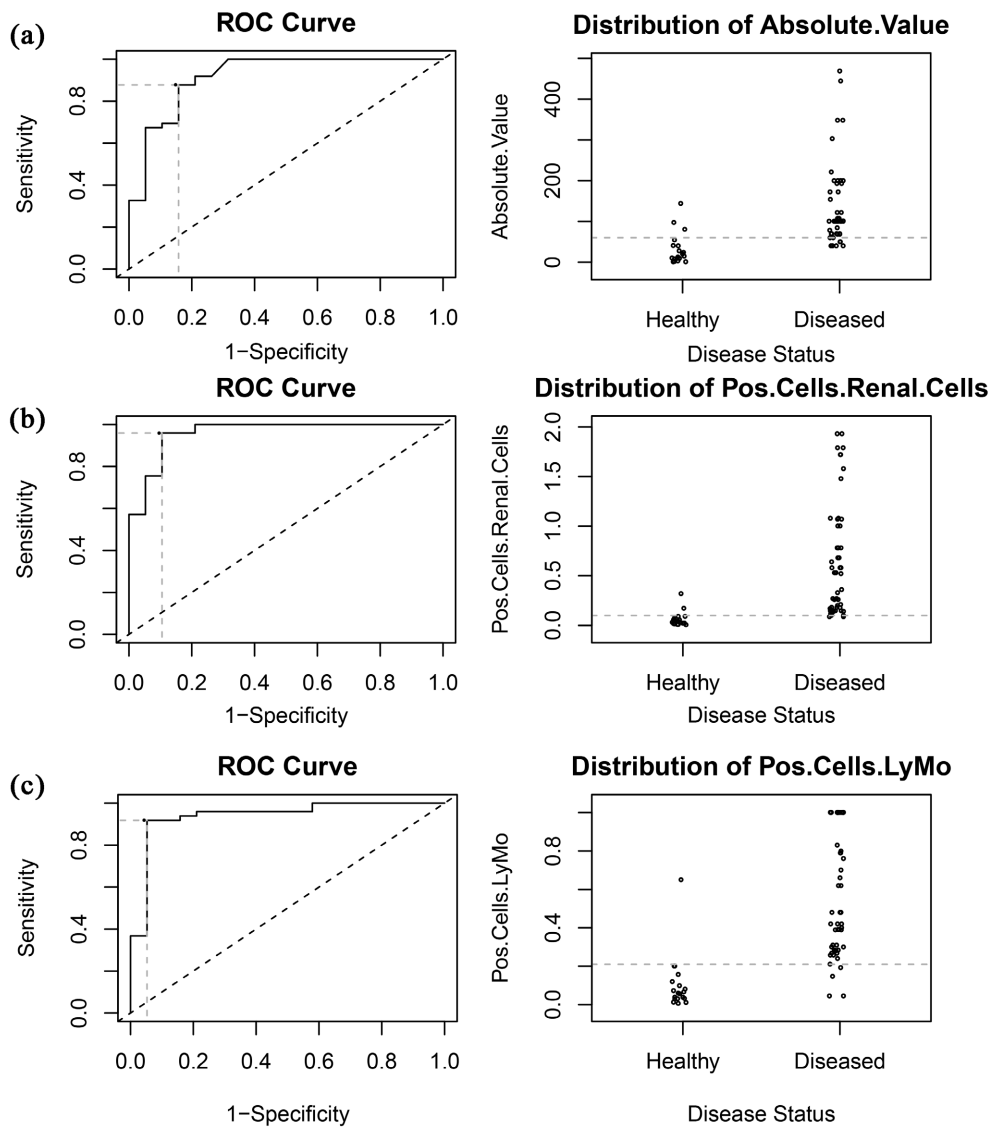 (a)
ROC Curve
Sensitivity
0.0 0.4 0.8
0.0 0.2 0.4 0.6 0.8 1.0
1−Specificity
Distribution of Absolute.Value
Absolute.Value
0 200 400
Healthy Diseased
Disease Status
(b)
ROC Curve
Sensitivity
0.0 0.4 0.8
0.0 0.2 0.4 0.6 0.8 1.0
1−Specificity
Distribution of Pos.Cells.Renal.Cells
Pos.Cells.Renal.Cells
0.0 0.5 1.0 1.5 2.0
Healthy Diseased
Disease Status
(c)
ROC Curve
Sensitivity
0.0 0.4 0.8
0.0 0.2 0.4 0.6 0.8 1.0
1−Specificity
Distribution of Pos.Cells.LyMo
Pos.Cells.LyMo
0.0 0.4 0.8
Healthy Diseased
Disease Status